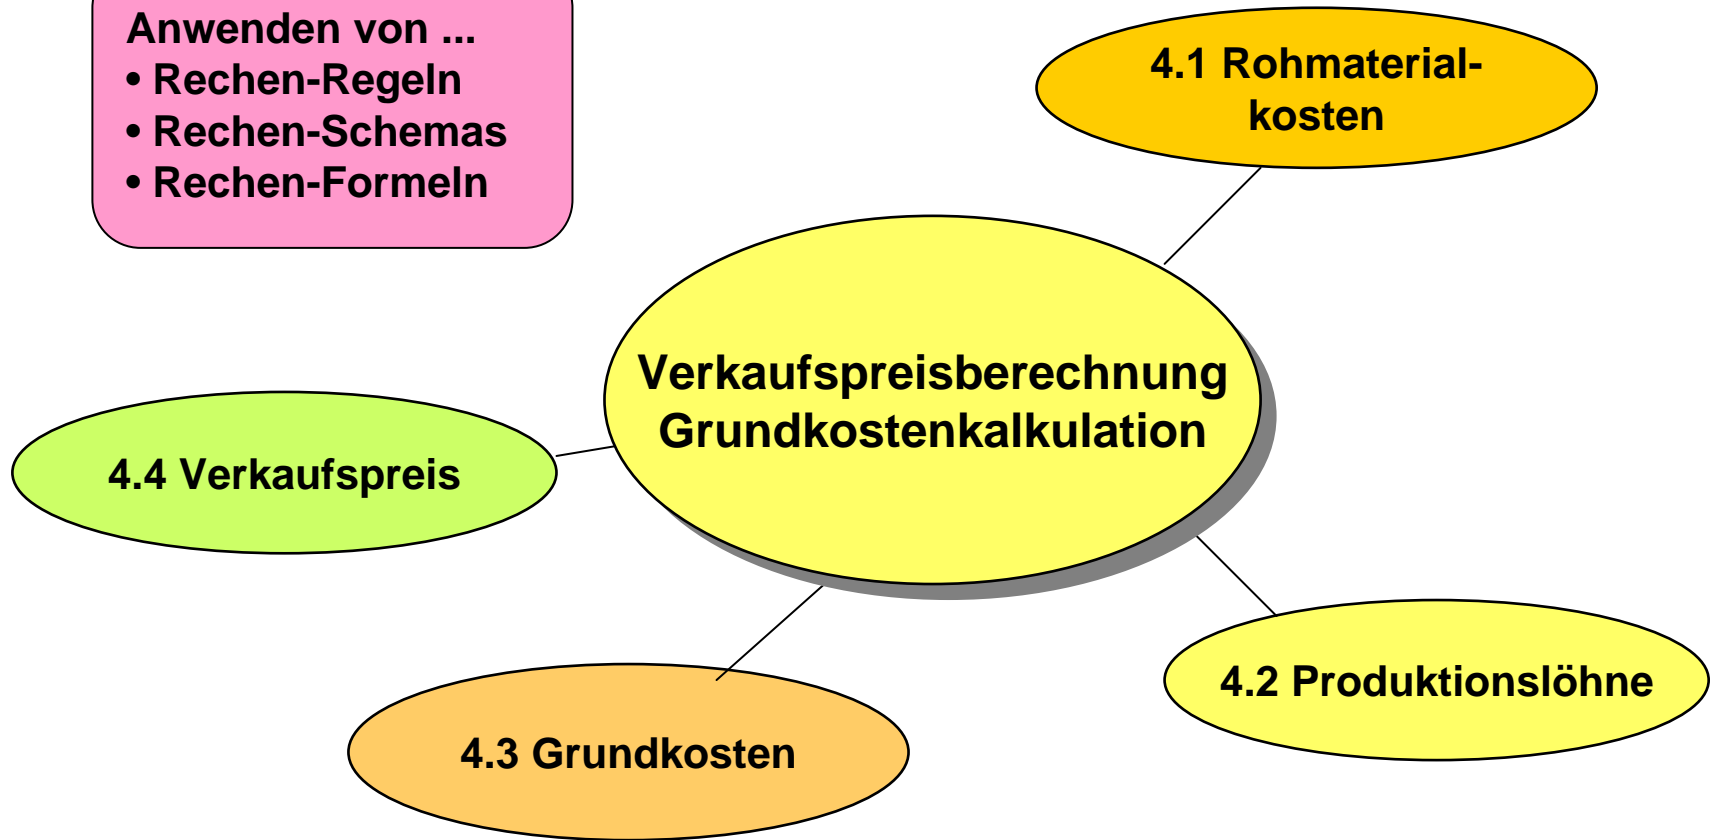 Anwenden von ...
• Rechen-Regeln
• Rechen-Schemas
• Rechen-Formeln
4.1 Rohmaterial-
kosten
Verkaufspreisberechnung
Grundkostenkalkulation
4.4 Verkaufspreis
4.2 Produktionslöhne
4.3 Grundkosten